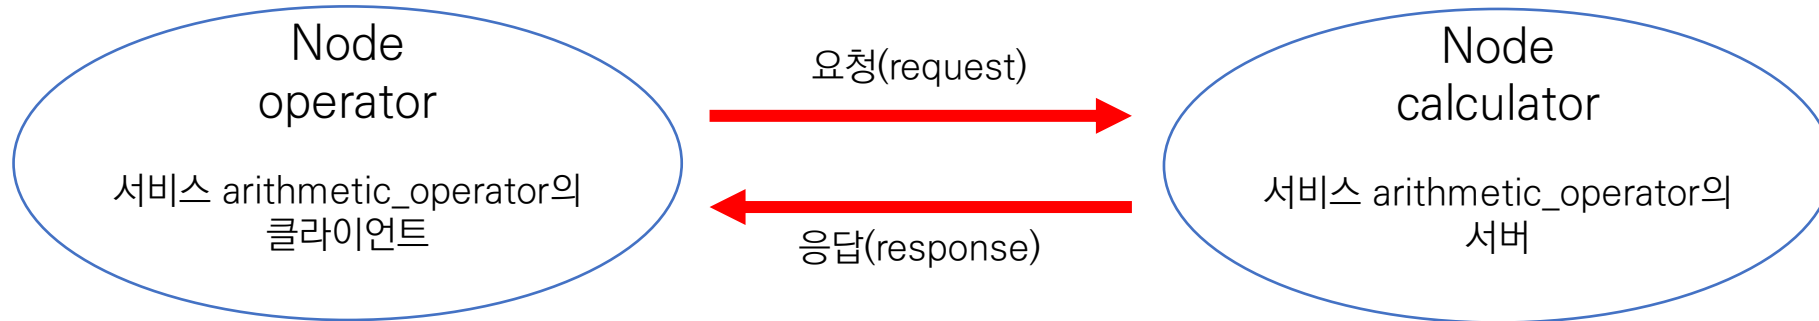 Node
operator
서비스 arithmetic_operator의
클라이언트
요청(request)
응답(response)
Node
calculator
서비스 arithmetic_operator의
서버